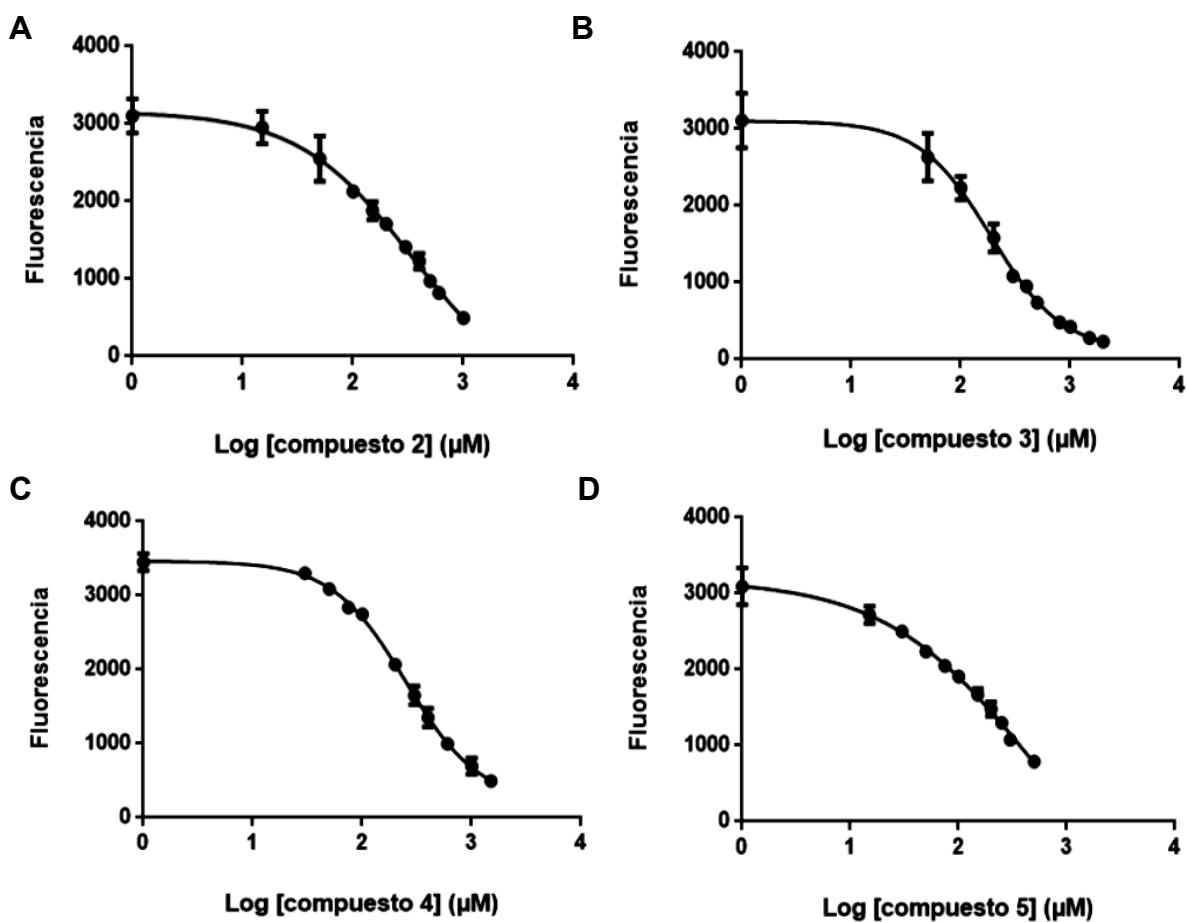 A
4000
3000
2000
1000
0
Fluorescencia
0 1 2 3 4
Log [compuesto 2] (µM)
B
4000
3000
2000
1000
0
Fluorescencia
0 1 2 3 4
Log [compuesto 3] (µM)
C
4000
3000
2000
1000
0
Fluorescencia
0 1 2 3 4
Log [compuesto 4] (µM)
D
4000
3000
2000
1000
0
Fluorescencia
0 1 2 3 4
Log [compuesto 5] (µM)